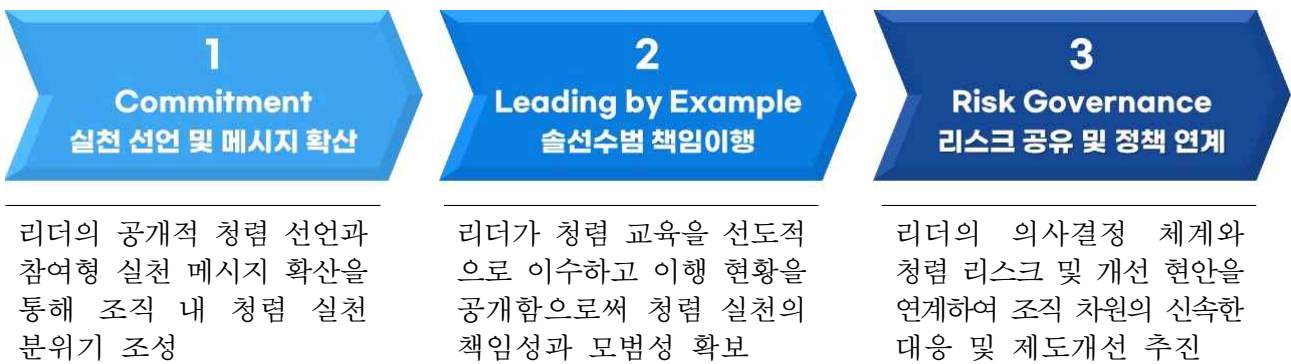 1
Commitment
실천 선언 및 메시지 확산
리더의 공개적 청렴 선언과
참여형 실천 메시지 확산을
통해 조직 내 청렴 실천
분위기 조성
2
Leading by Example
솔선수범 책임이행
리더가 청렴 교육을 선도적
으로 이수하고 이행 현황을
공개함으로써 청렴 실천의
책임성과 모범성 확보
3
Risk Governance
리스크 공유 및 정책 연계
리더의 의사결정 체계와
청렴 리스크 및 개선 현안을
연계하여 조직 차원의 신속한
대응 및 제도개선 추진